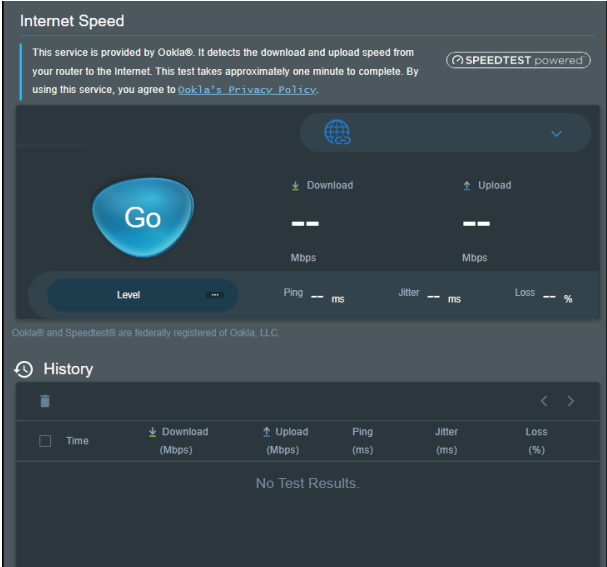 Internet Speed
This service is provided by Ookla®. It detects the download and upload speed from
your router to the Internet. This test takes approximately one minute to complete. By
using this service, you agree to Ookla's Privacy Policy.
SPEEDTEST powered
Download
Upload
Go
-- --
Mbps Mbps
Level ...
Ping -- ms
Jitter -- ms
Loss -- %
Ookla® and Speedtest® are federally registered of Ookla, LLC.
History
Time
Download
(Mbps)
Upload
(Mbps)
Ping
(ms)
Jitter
(ms)
Loss
(%)
No Test Results.